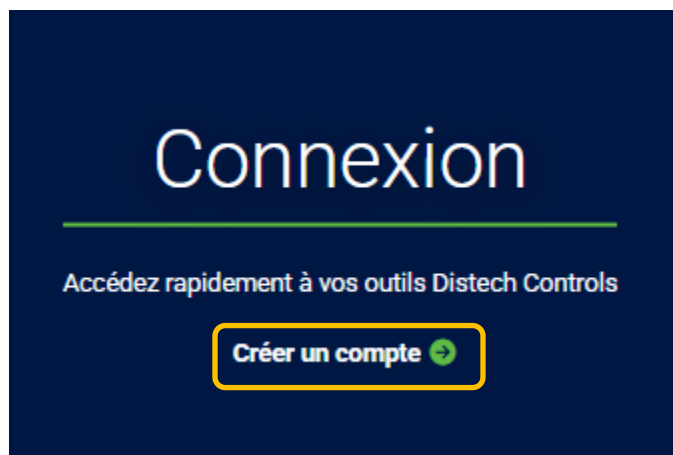 Connexion
Accédez rapidement à vos outils Distech Controls
Créer un compte